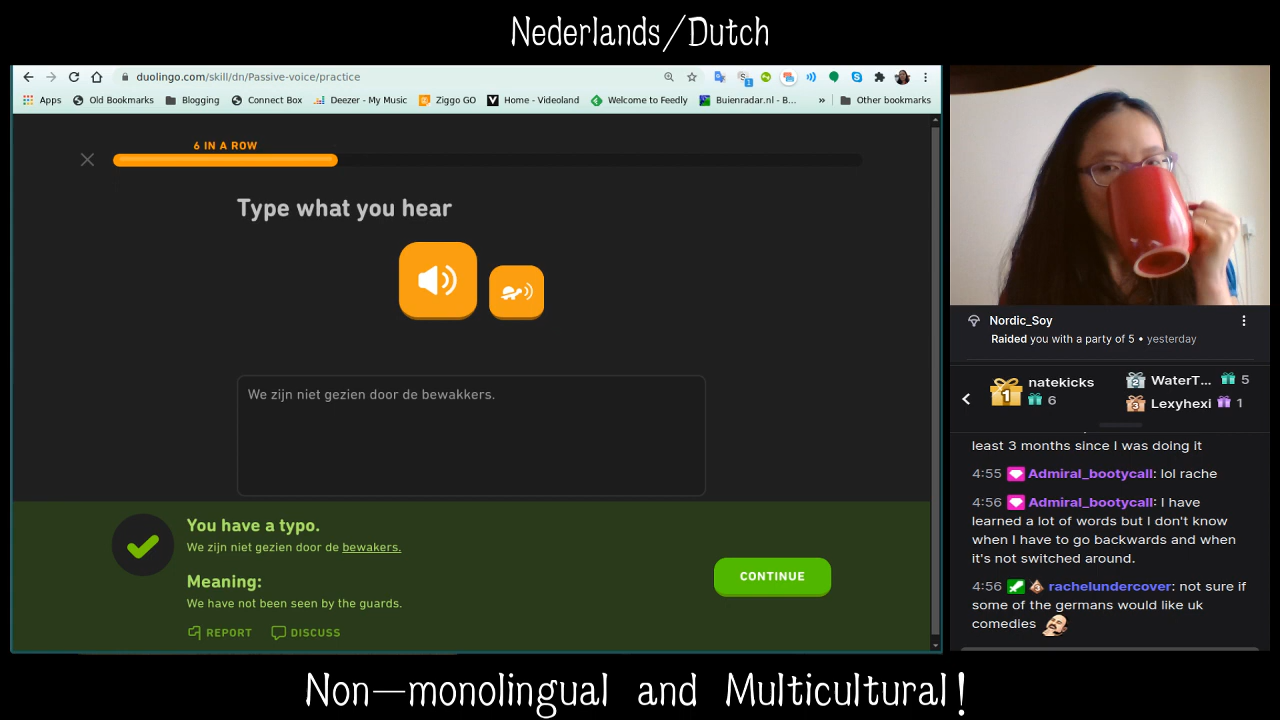 Nederlands/Dutch
duolingo.com/skill/dn/Passive-voice/practice
Apps Old Bookmarks Blogging Connect Box Deezer - My Music Ziggo GO Home - Videoland Welcome to Feedly Buienradar.nl - B... » Other bookmarks
6 IN A ROW
Type what you hear
We zijn niet gezien door de bewakkers.
You have a typo.
We zijn niet gezien door de bewakers.
Meaning:
We have not been seen by the guards.
REPORT DISCUSS
CONTINUE
Nordic_Soy
Raided you with a party of 5 • yesterday
1 natekicks 6
2 WaterT... 5
3 Lexyhexi 1
least 3 months since I was doing it
4:55 Admiral_bootycall: lol rache
4:56 Admiral_bootycall: I have
learned a lot of words but I don't know
when I have to go backwards and when
it's not switched around.
4:56 rachelundercover: not sure if
some of the germans would like uk
comedies
Non-monolingual and Multicultural!